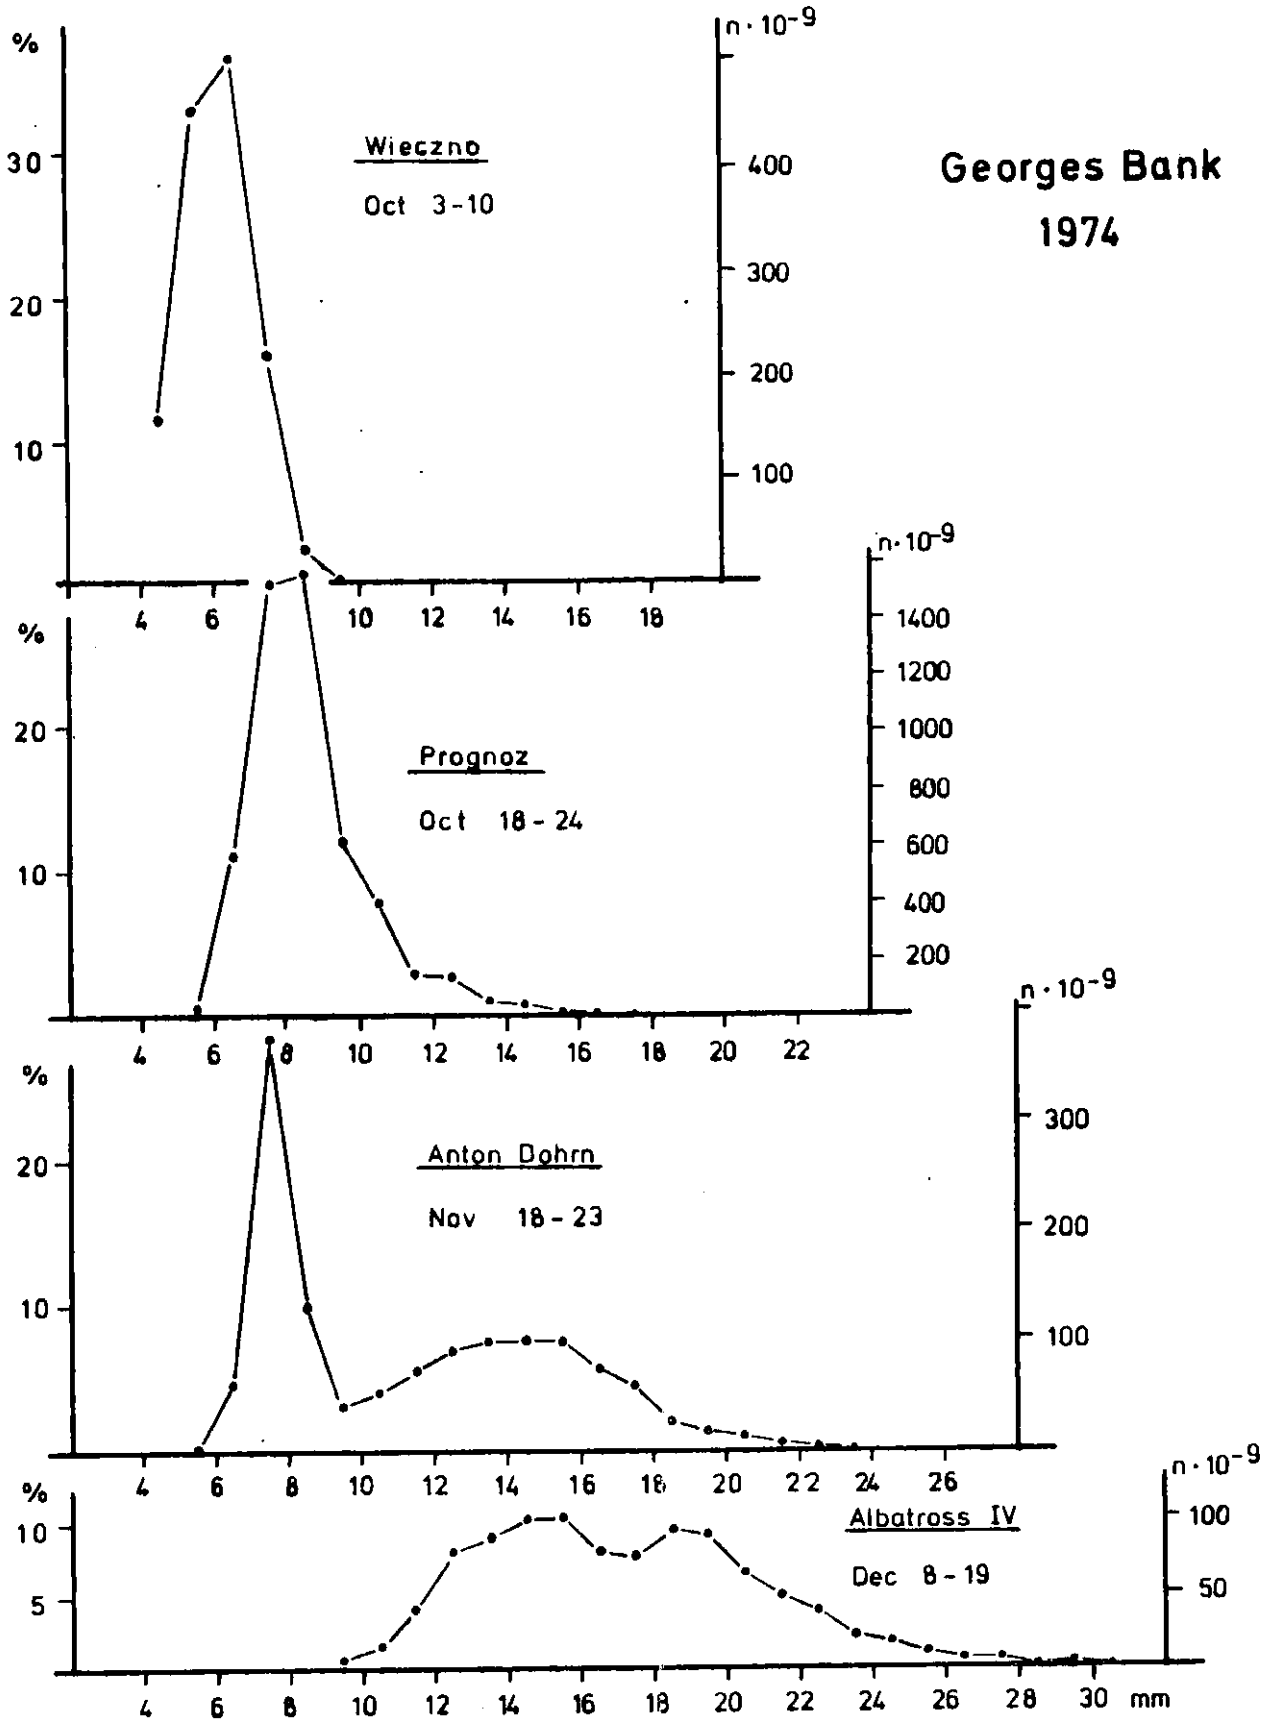 % n·10⁻⁹
Wieczno
Oct 3-10
Georges Bank
1974
30
20
10
400
300
200
100
4 6 10 12 14 16 18
% n·10⁻⁹
Prognoz
Oct 18-24
20
10
1400
1200
1000
800
600
400
200
4 6 8 10 12 14 16 18 20 22
% n·10⁻⁹
Anton Dohrn
Nov 18-23
20
10
300
200
100
4 6 8 10 12 14 16 18 20 22 24 26
% n·10⁻⁹
Albatross IV
Dec 8-19
10
5
100
50
4 6 8 10 12 14 16 18 20 22 24 26 28 30 mm